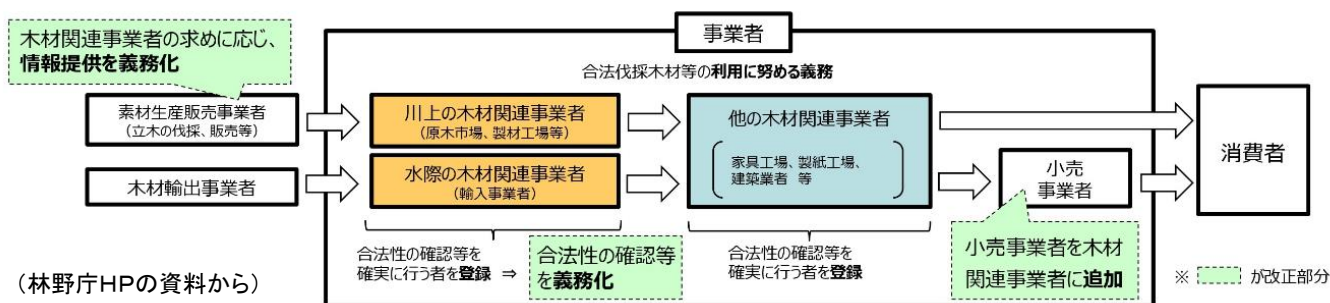 木材関連事業者の求めに応じ、
情報提供を義務化
事業者
合法伐採木材等の利用に努める義務
素材生産販売事業者
（立木の伐採、販売等）
川上の木材関連事業者
（原木市場、製材工場等）
他の木材関連事業者
家具工場、製紙工場、
建築業者 等
消費者
木材輸出事業者
水際の木材関連事業者
（輸入事業者）
小売
事業者
合法性の確認等を
確実に行う者を登録 ⇒
合法性の確認等
を義務化
合法性の確認等を
確実に行う者を登録
小売事業者を木材
関連事業者に追加
※ が改正部分
（林野庁HPの資料から）